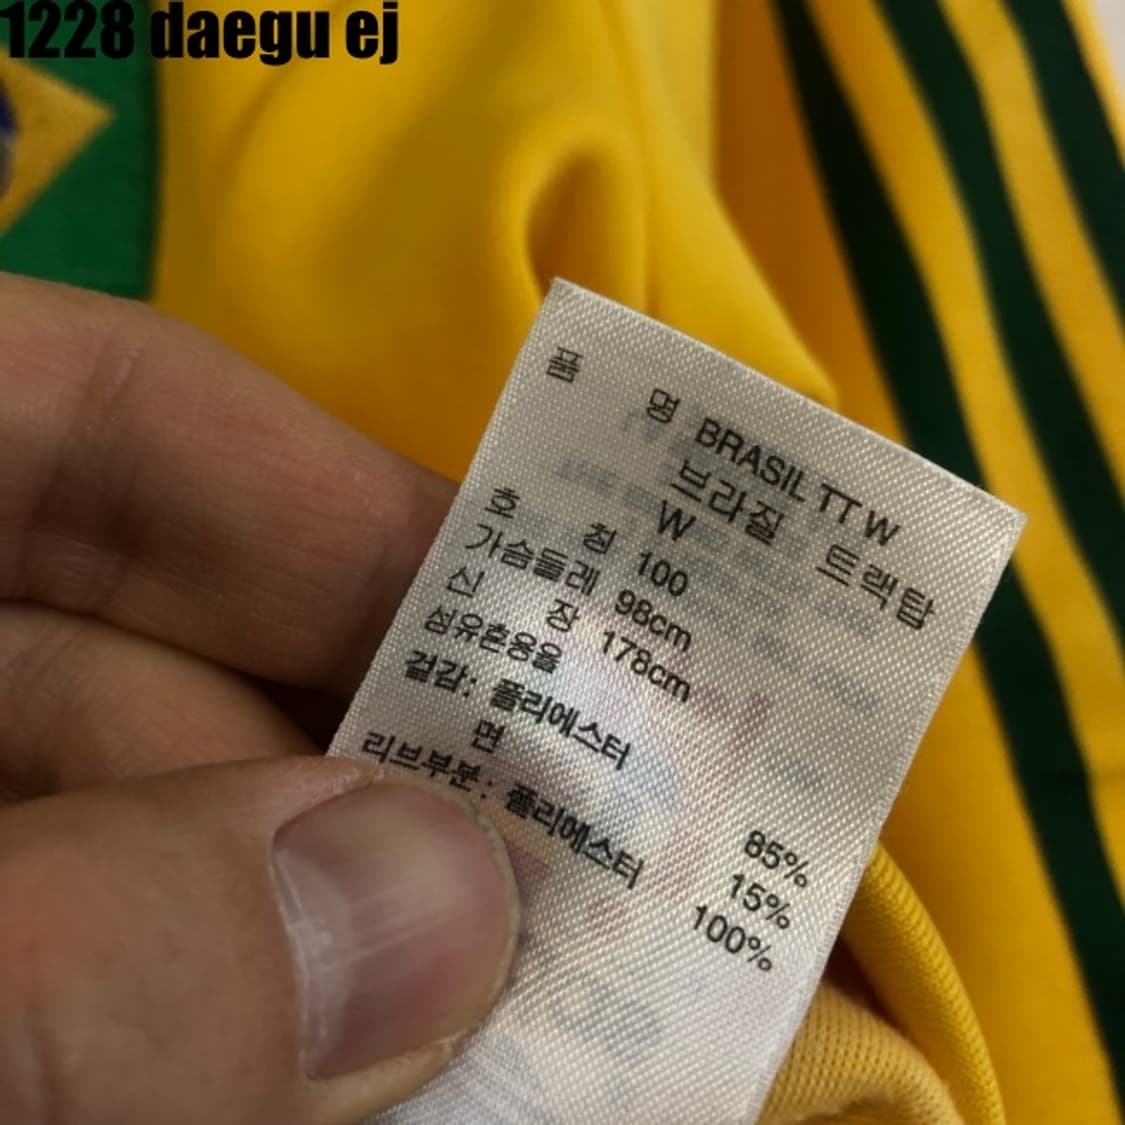 1228 daegu ej
품 명 BRASIL TT W
브라질 트랙탑
W
호 칭 100
가슴둘레 98cm
신 장 178cm
섬유혼용율
겉감: 폴리에스터 85%
면 15%
리브부분: 폴리에스터 100%